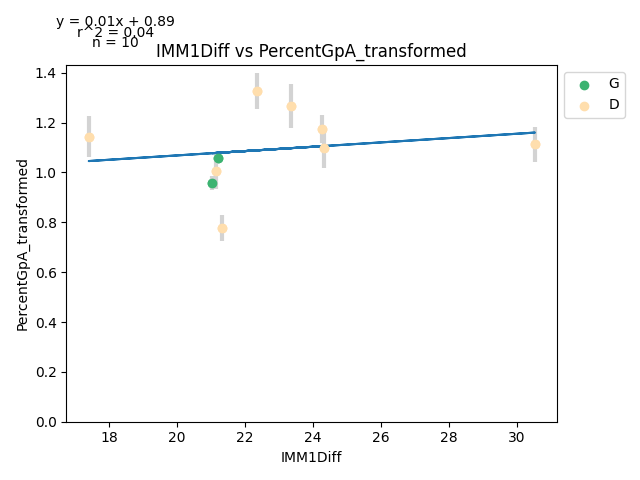 y = 0.01x + 0.89
r^2 = 0.04
n = 10
IMM1Diff vs PercentGpA_transformed
G
D
PercentGpA_transformed
1.4
1.2
1.0
0.8
0.6
0.4
0.2
0.0
18 20 22 24 26 28 30
IMM1Diff